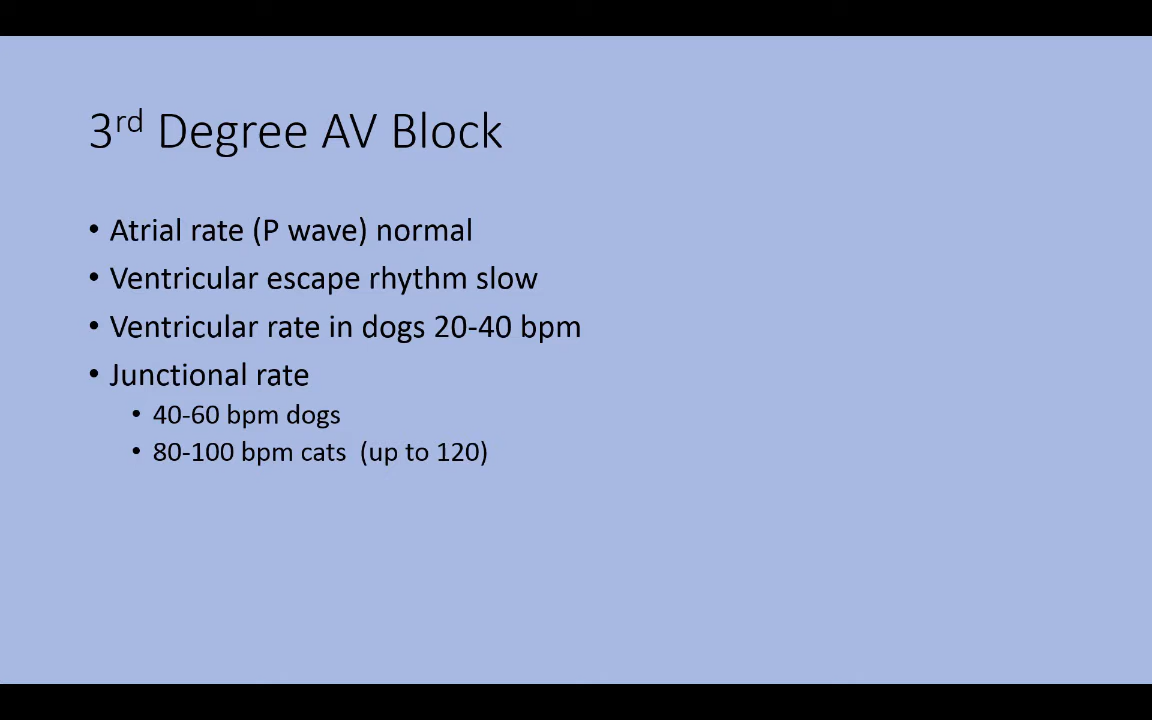 3rd Degree AV Block
• Atrial rate (P wave) normal
• Ventricular escape rhythm slow
• Ventricular rate in dogs 20-40 bpm
• Junctional rate
• 40-60 bpm dogs
• 80-100 bpm cats  (up to 120)